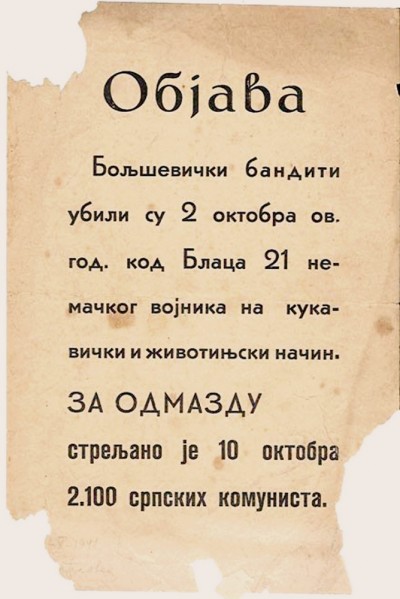 Објава
Бољшевички бандити
убили су 2 октобра ов.
год. код Блаца 21 не-
мачког војника на кука-
вички и животињски начин.
ЗА ОДМАЗДУ
стрељано је 10 октобра
2.100 српских комуниста.